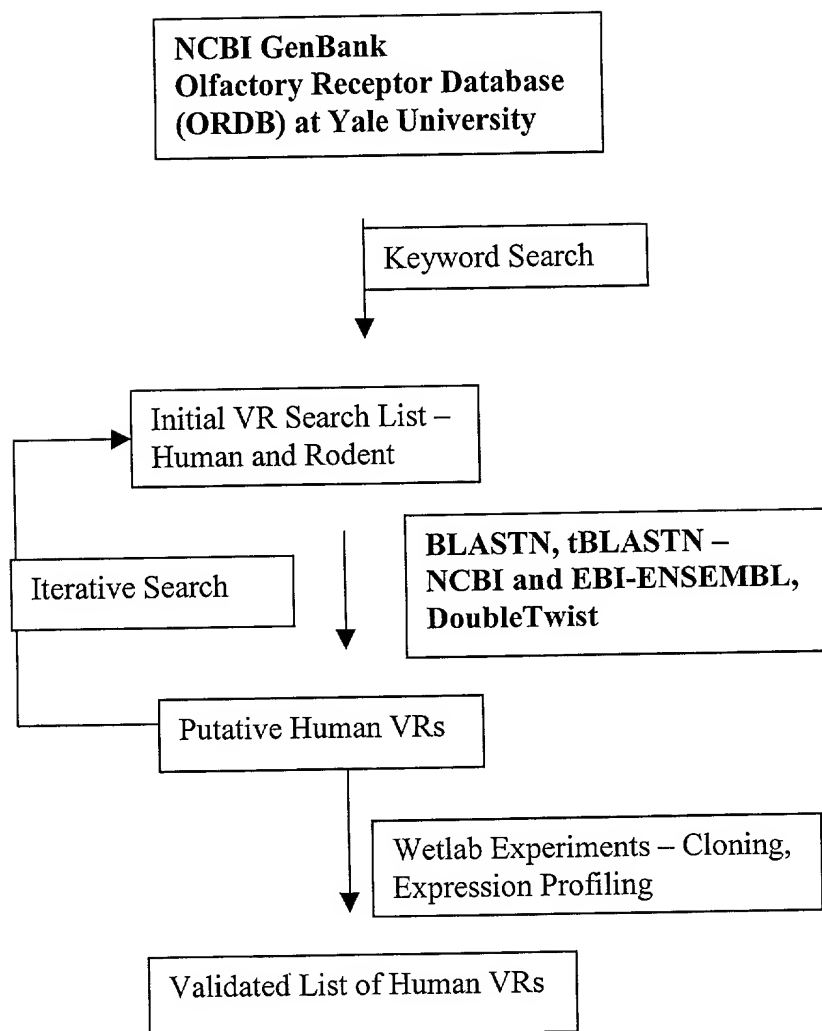 NCBI GenBank
Olfactory Receptor Database
(ORDB) at Yale University
Keyword Search
Initial VR Search List –
Human and Rodent
BLASTN, tBLASTN –
NCBI and EBI-ENSEMBL,
DoubleTwist
Iterative Search
Putative Human VRs
Wetlab Experiments – Cloning,
Expression Profiling
Validated List of Human VRs